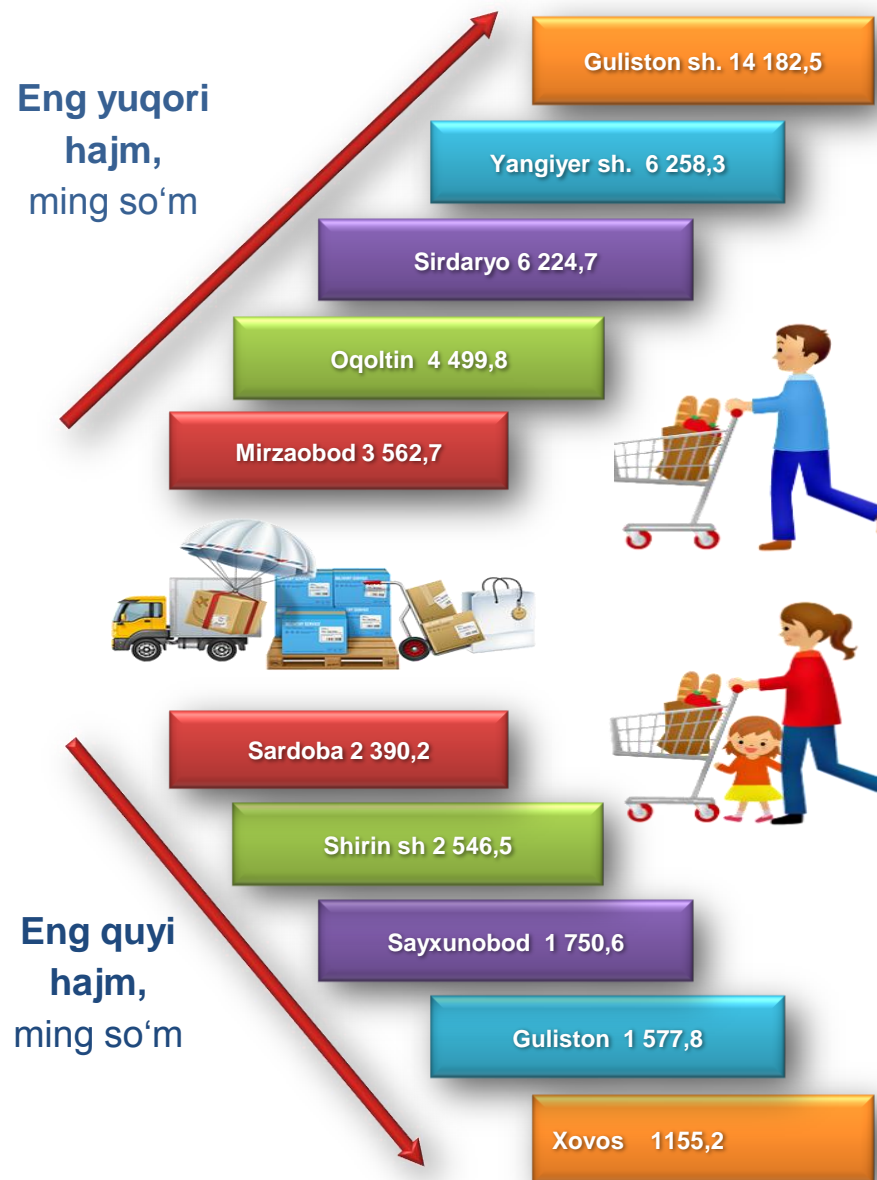 Guliston sh. 14 182,5
Eng yuqori
hajm,
ming so‘m
Yangiyer sh. 6 258,3
Sirdaryo 6 224,7
Oqoltin 4 499,8
Mirzaobod 3 562,7
Sardoba 2 390,2
Shirin sh 2 546,5
Eng quyi
hajm,
ming so‘m
Sayxunobod 1 750,6
Guliston 1 577,8
Xovos 1155,2